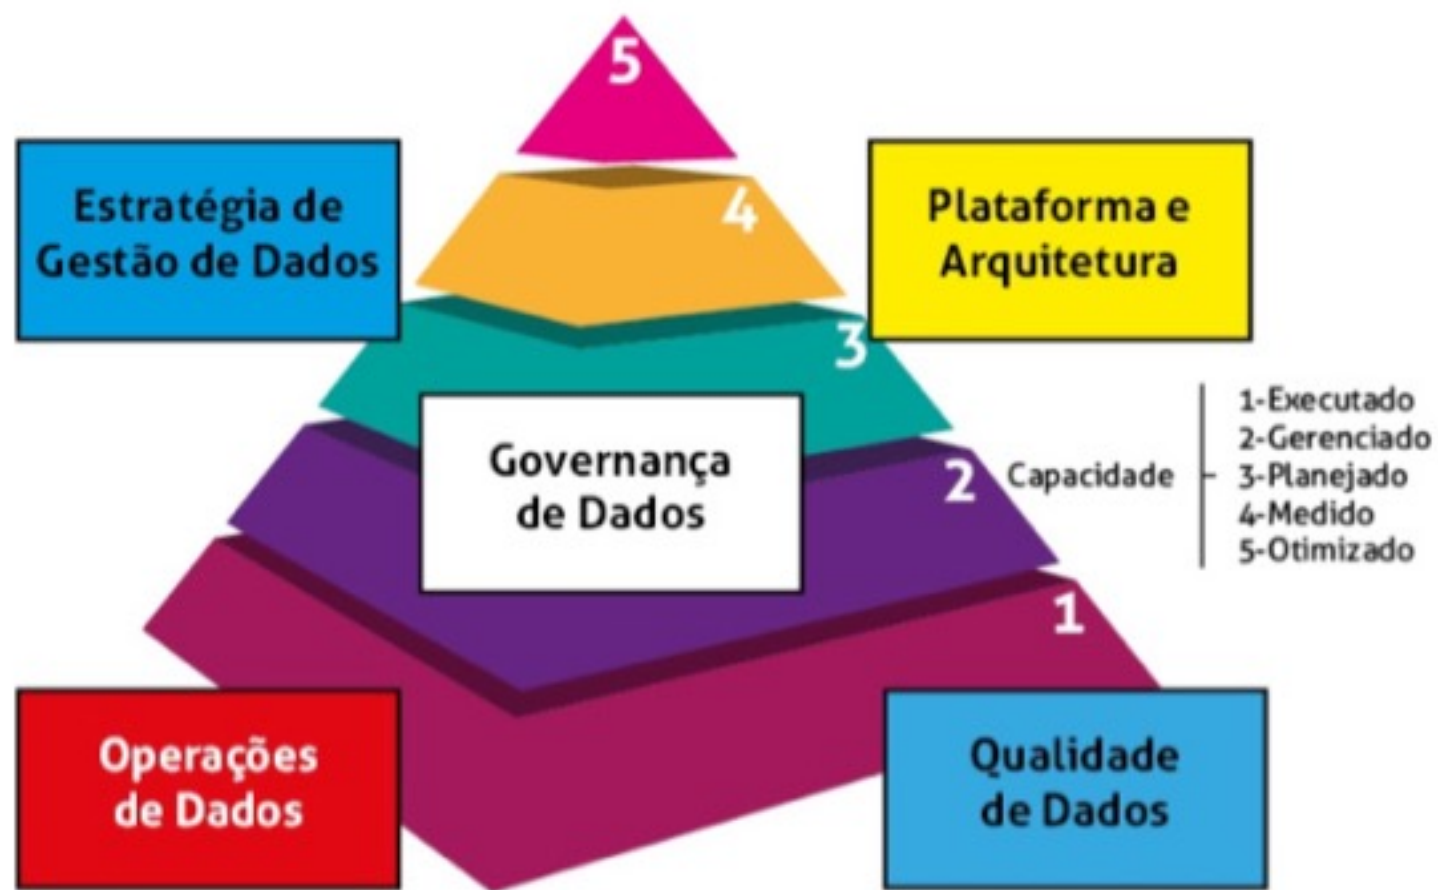 5
Estratégia de
Gestão de Dados
4
Plataforma e
Arquitetura
3
Governança
de Dados
2
Capacidade
1-Executado
2-Gerenciado
3-Planejado
4-Medido
5-Otimizado
1
Operações
de Dados
Qualidade
de Dados